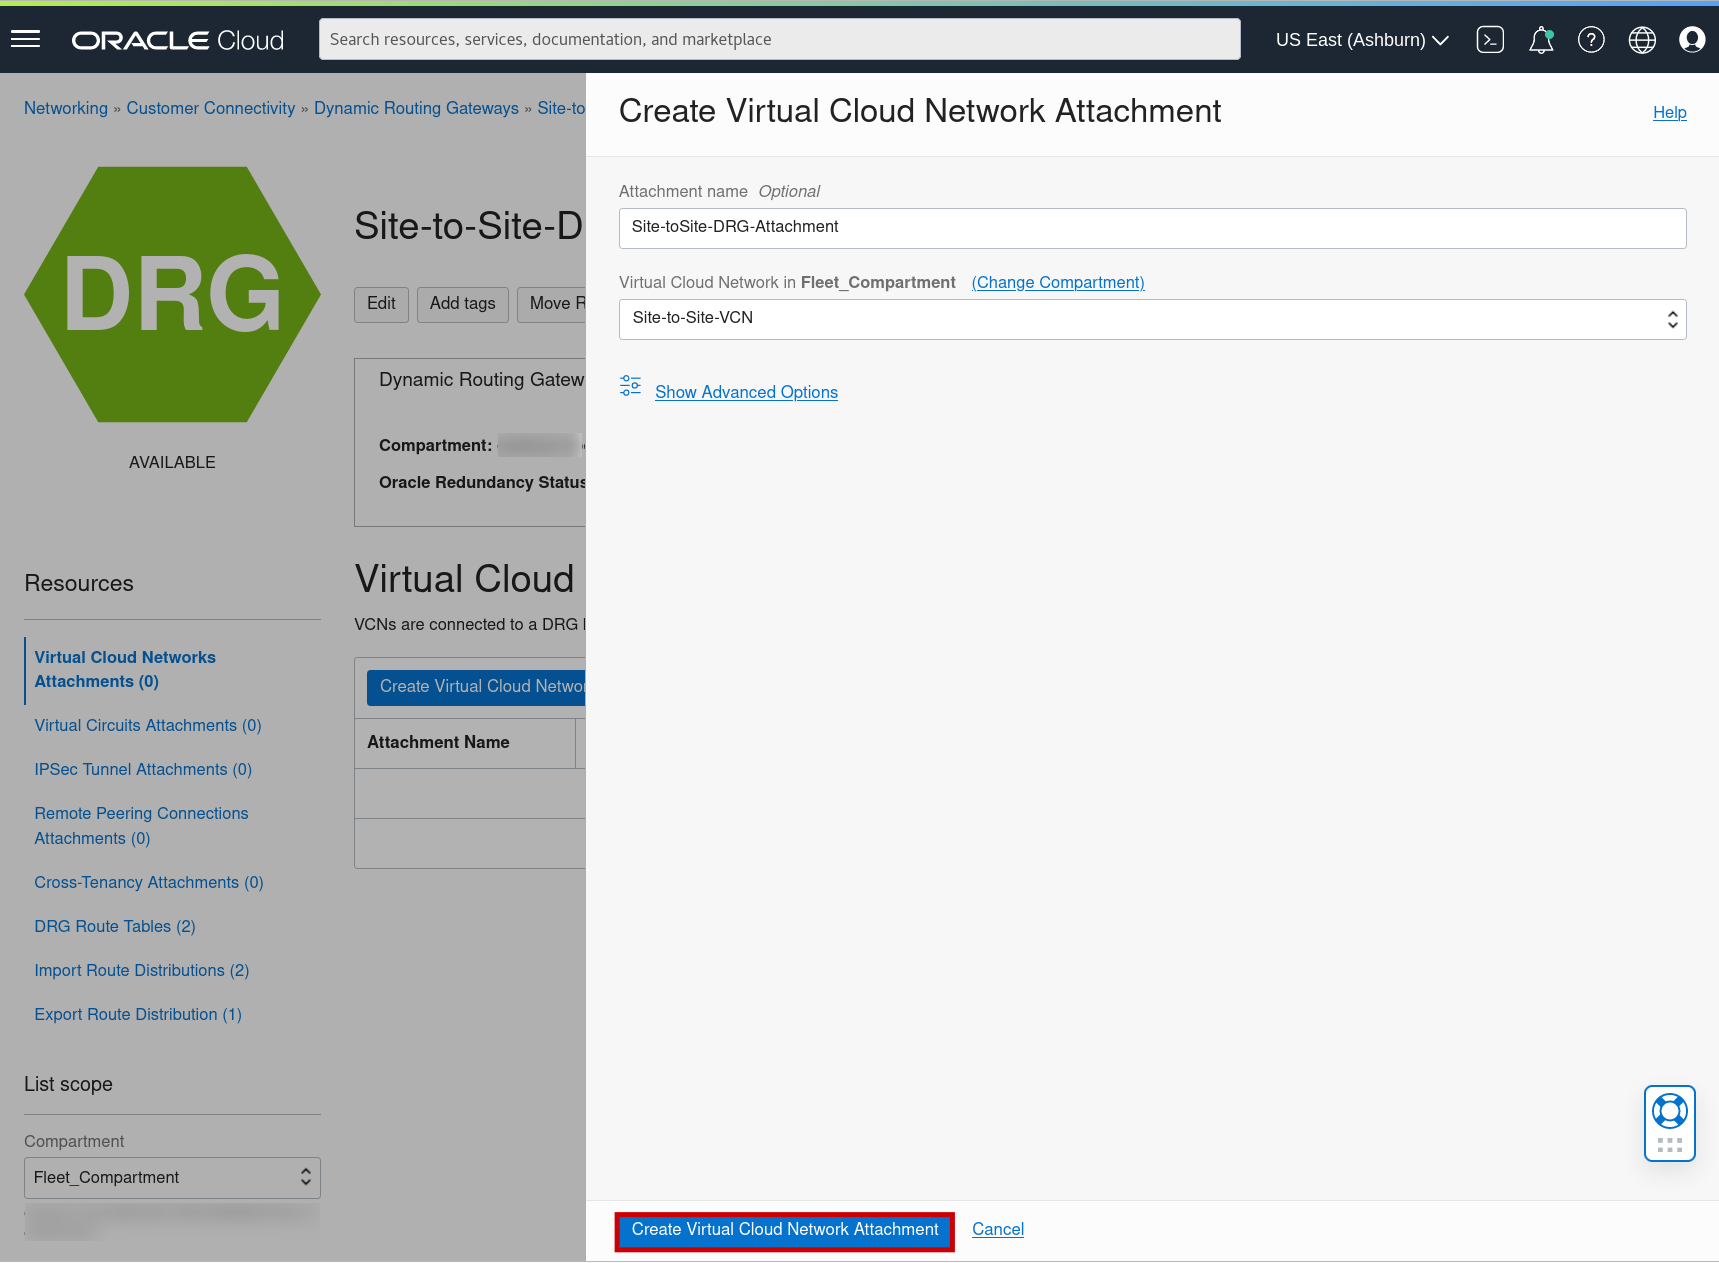 ORACLE Cloud
Search resources, services, documentation, and marketplace
US East (Ashburn)
Networking » Customer Connectivity » Dynamic Routing Gateways » Site-to
DRG
AVAILABLE
Site-to-Site-D
Edit
Add tags
Move R
Dynamic Routing Gatew
Compartment:
Oracle Redundancy Status
Resources
Virtual Cloud Networks
Attachments (0)
Virtual Circuits Attachments (0)
IPSec Tunnel Attachments (0)
Remote Peering Connections
Attachments (0)
Cross-Tenancy Attachments (0)
DRG Route Tables (2)
Import Route Distributions (2)
Export Route Distribution (1)
List scope
Compartment
Fleet_Compartment
Virtual Cloud
VCNs are connected to a DRG
Create Virtual Cloud Networ
Attachment Name
Create Virtual Cloud Network Attachment
Help
Attachment name Optional
Site-toSite-DRG-Attachment
Virtual Cloud Network in Fleet_Compartment (Change Compartment)
Site-to-Site-VCN
Show Advanced Options
Create Virtual Cloud Network Attachment
Cancel